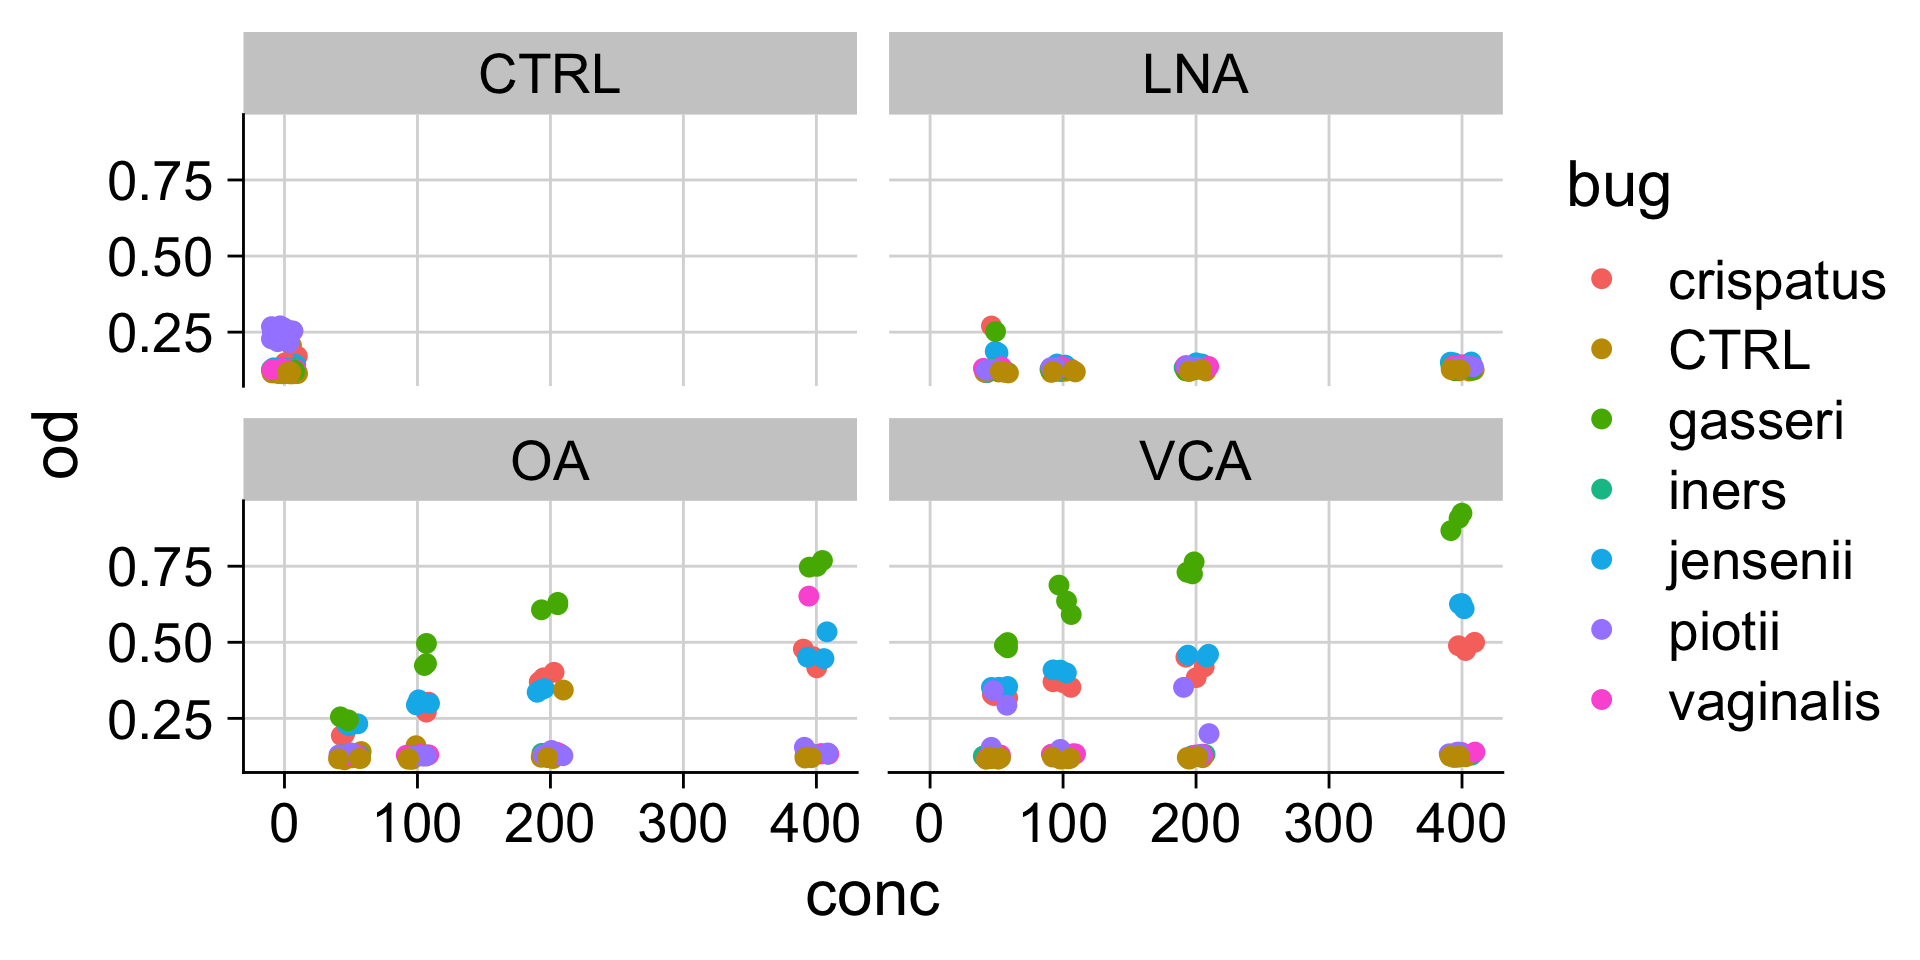 CTRL
LNA
0.75
0.50
0.25
OA
VCA
0.75
0.50
0.25
0 100 200 300 400
0 100 200 300 400
conc
od
bug
crispatus
CTRL
gasseri
iners
jensenii
piotii
vaginalis